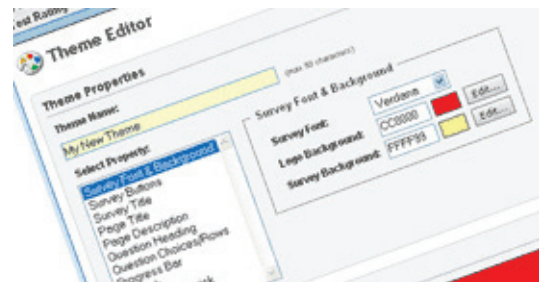 Test Rating
Theme Editor
Theme Properties
Theme Name:
(max 50 characters)
My New Theme
Select Property:
Survey Font & Background
Survey Buttons
Survey Title
Page Title
Page Description
Question Heading
Question Choices/Rows
Progress Bar
Survey Font & Background
Survey Font:
Verdana
Logo Background:
CC0000
Edit...
Survey Background:
FFFF99
Edit...